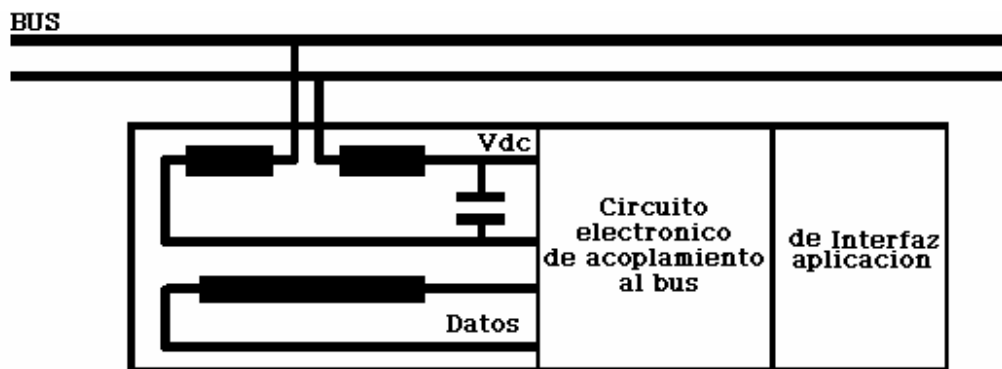 BUS
Vdc
Circuito
electronico
de acoplamiento
al bus
de Interfaz
aplicacion
Datos